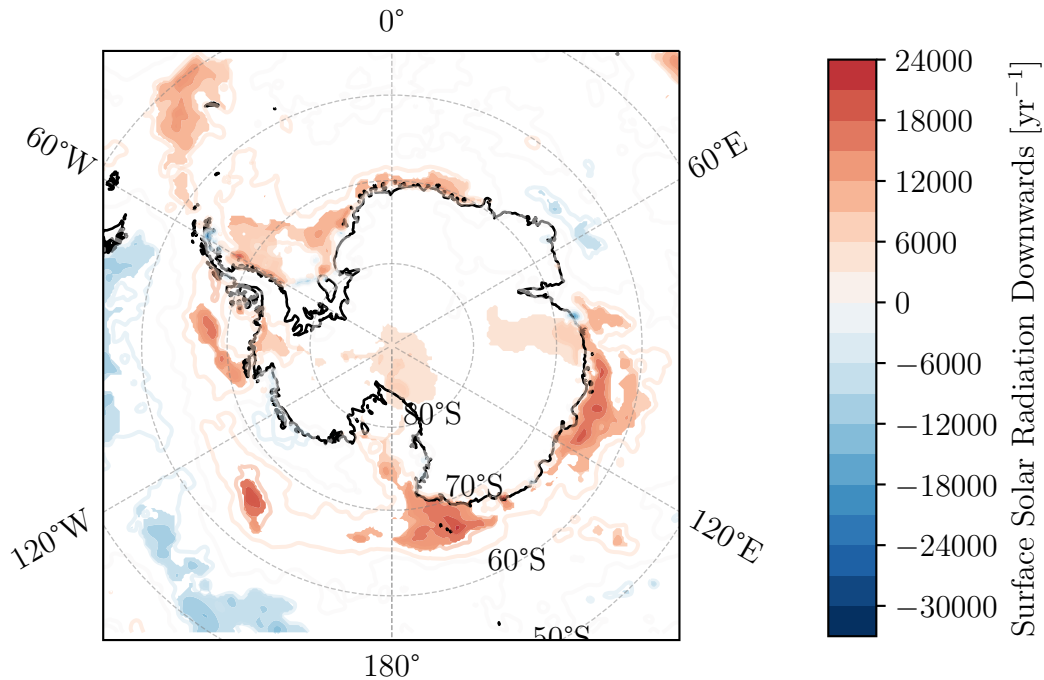 0°
60°W
60°E
80°S
70°S
120°W
120°E
60°S
50°S
180°
24000
18000
12000
6000
0
−6000
−12000
−18000
−24000
−30000
Surface Solar Radiation Downwards [yr⁻¹]